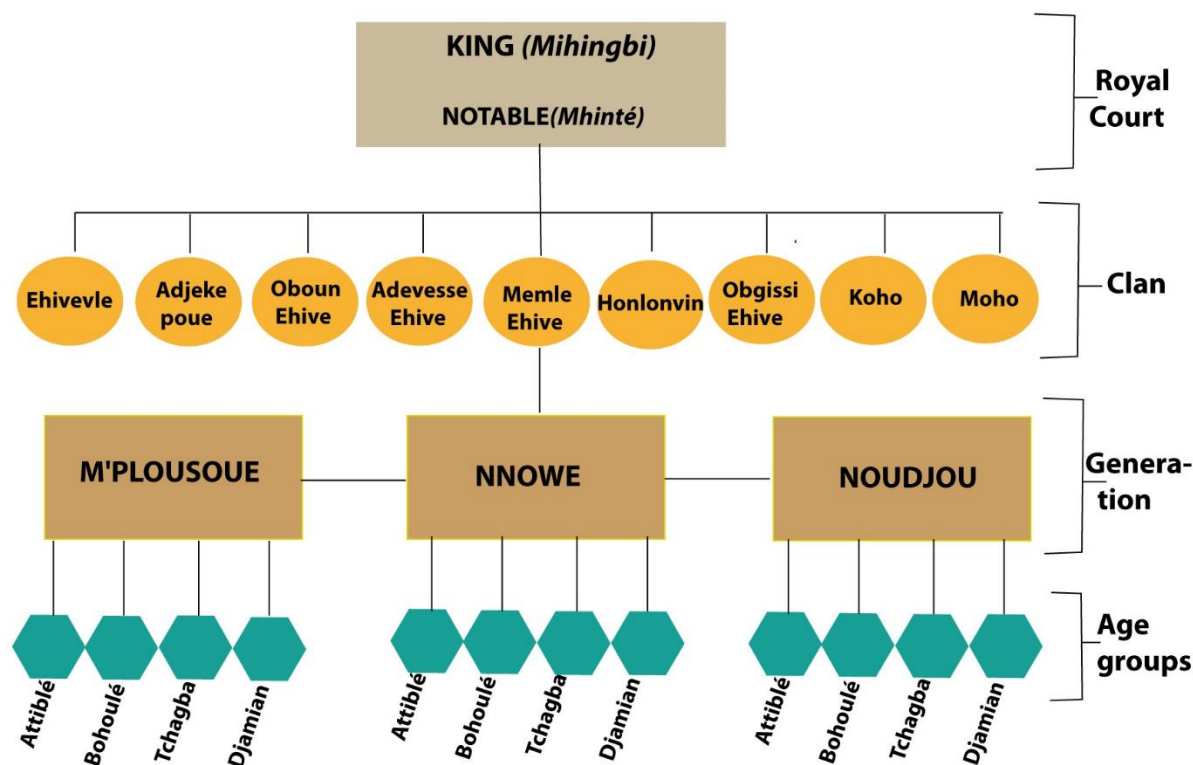 KING (Mihingbi)
NOTABLE(Mhinté)
Royal
Court
Ehivevle
Adjeke
poue
Oboun
Ehive
Adevesse
Ehive
Memle
Ehive
Honlonvin
Obgissi
Ehive
Koho
Moho
Clan
M'PLOUSOUE
NNOWE
NOUDJOU
Genera-
tion
Attiblé
Bohoulé
Tchagba
Djamian
Attiblé
Bohoulé
Tchagba
Djamian
Attiblé
Bohoulé
Tchagba
Djamian
Age
groups